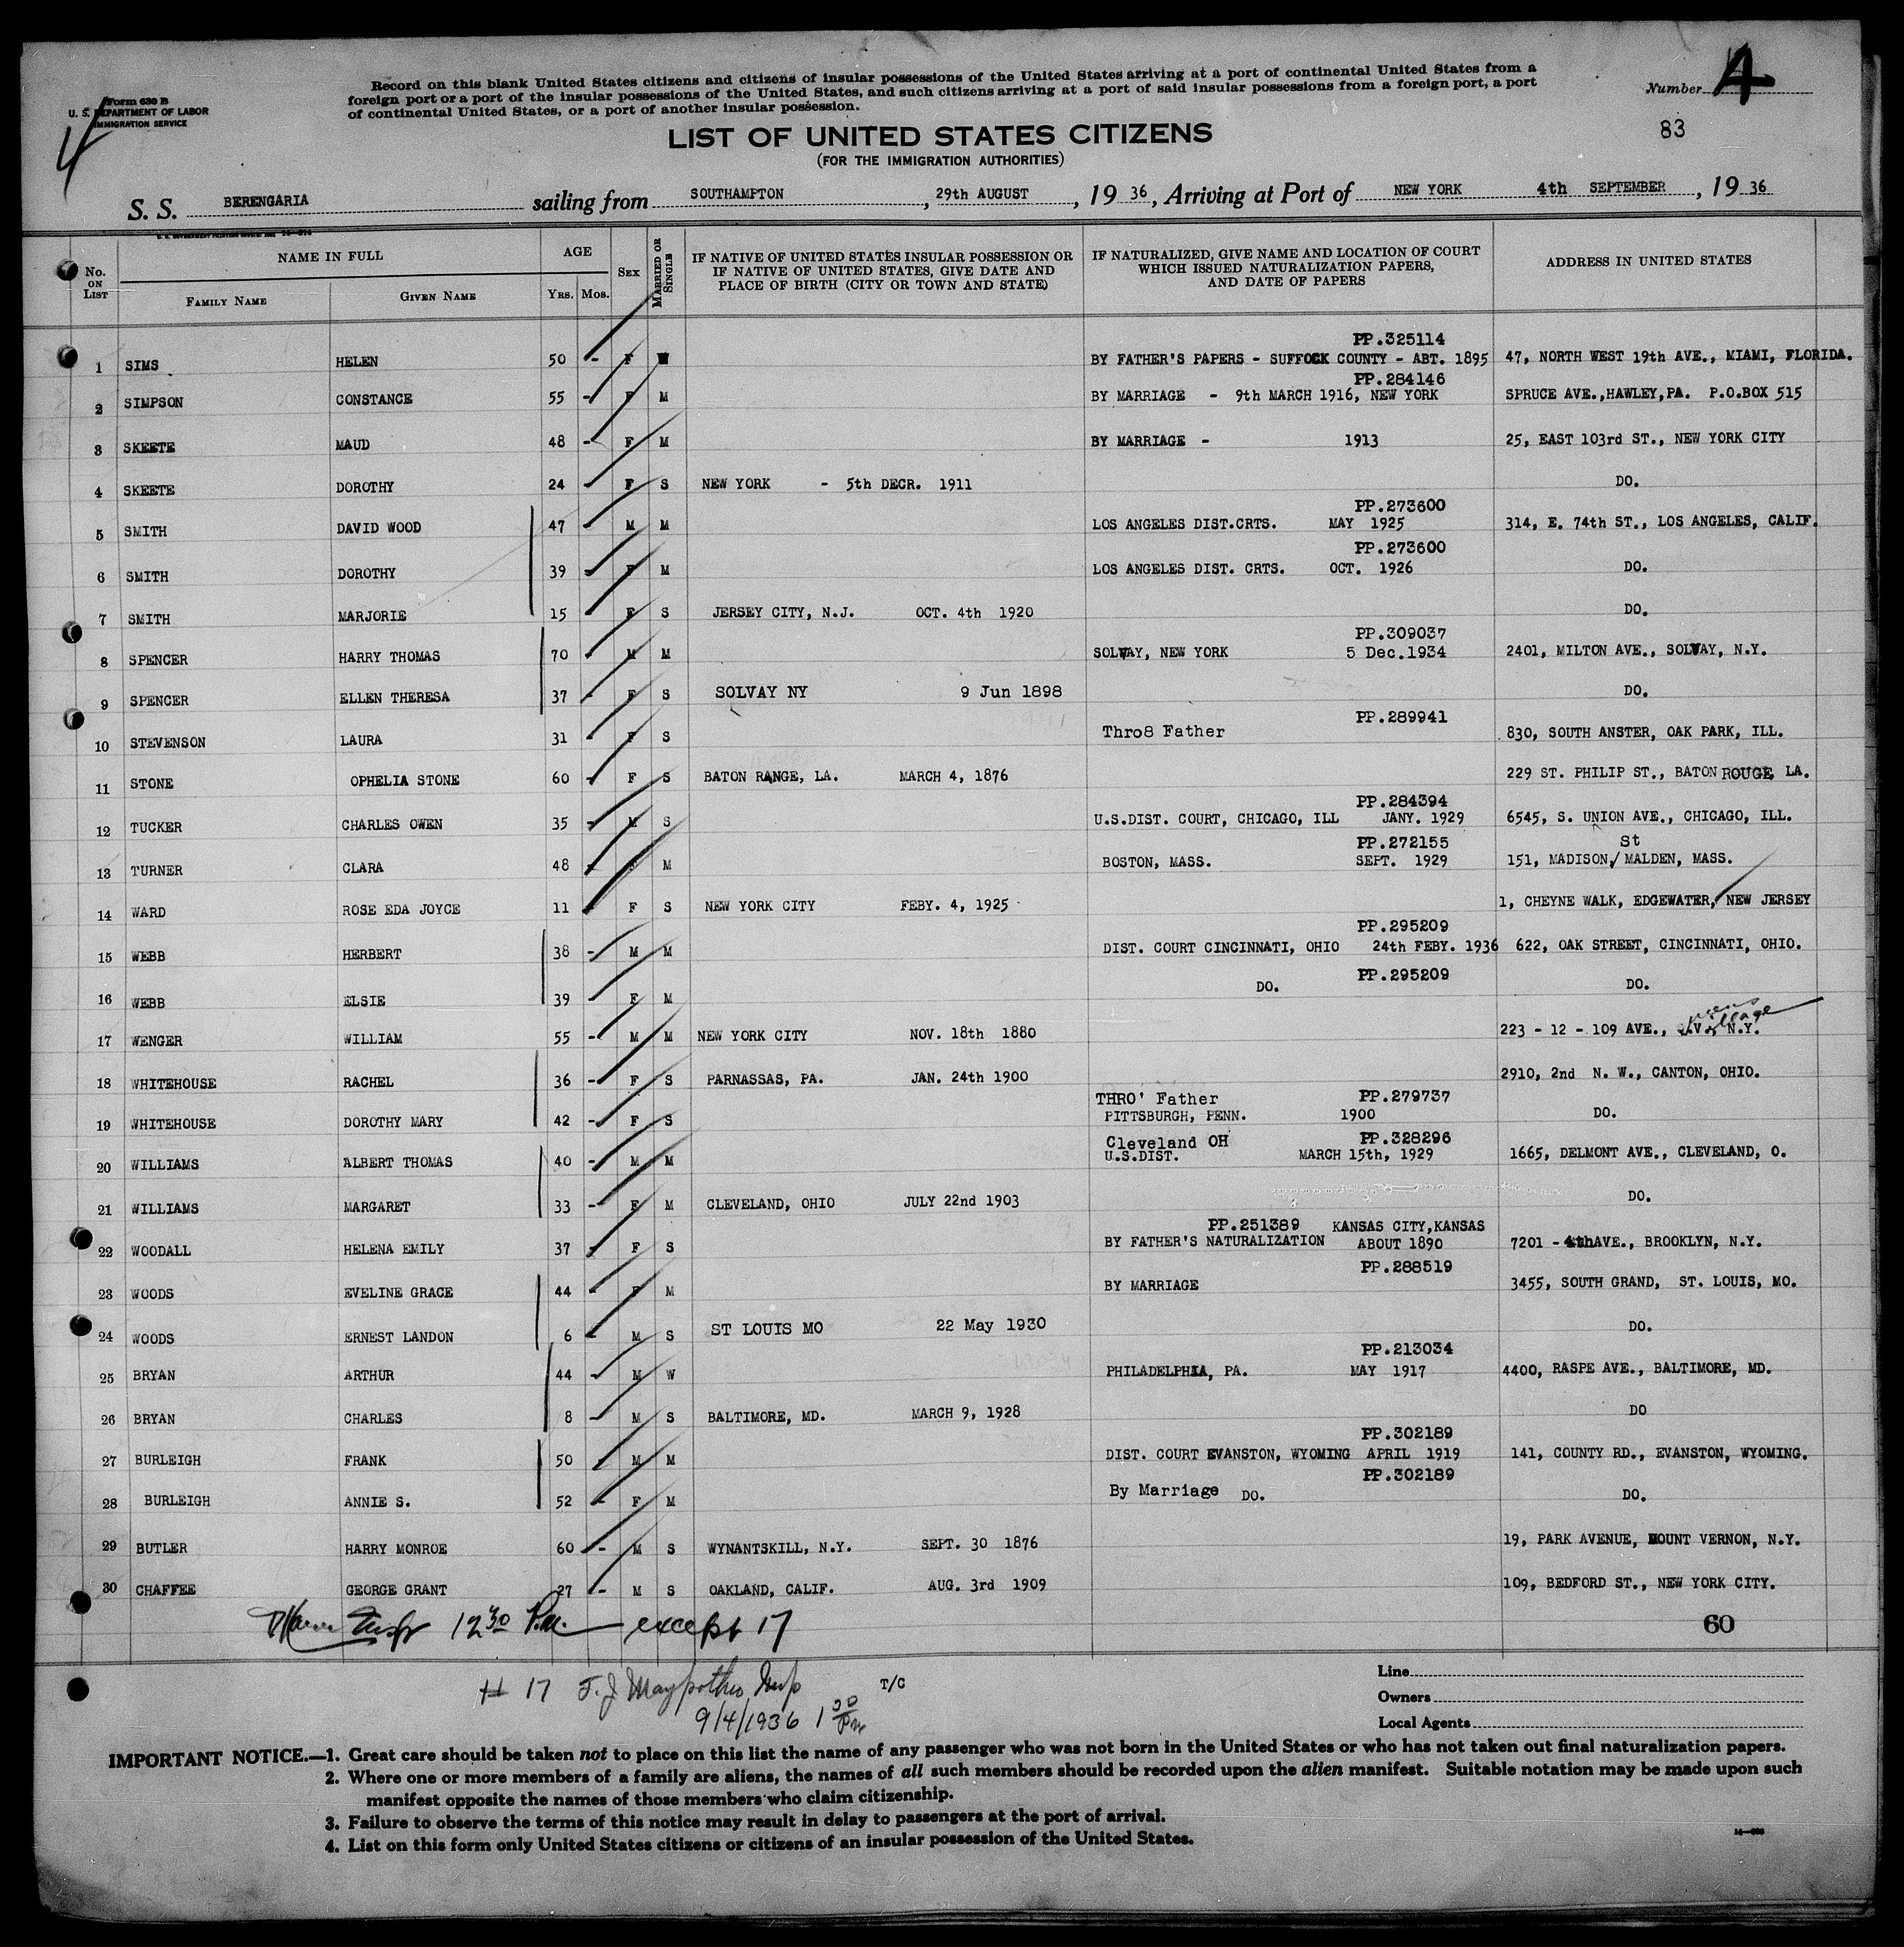 Form 630 B
U. S. DEPARTMENT OF LABOR
IMMIGRATION SERVICE
Record on this blank United States citizens and citizens of insular possessions of the United States arriving at a port of continental United States from a
foreign port or a port of the insular possessions of the United States, and such citizens arriving at a port of said insular possessions from a foreign port, a port
of continental United States, or a port of another insular possession.
Number 4
83
4
LIST OF UNITED STATES CITIZENS
(FOR THE IMMIGRATION AUTHORITIES)
S. S. BERENGARIA sailing from SOUTHAMPTON, 29th AUGUST, 19 36, Arriving at Port of NEW YORK 4th SEPTEMBER, 19 36
No. ON LIST
NAME IN FULL
FAMILY NAME
GIVEN NAME
AGE
YRS. MOS.
SEX
MARRIED OR SINGLE
IF NATIVE OF UNITED STATES INSULAR POSSESSION OR
IF NATIVE OF UNITED STATES, GIVE DATE AND
PLACE OF BIRTH (CITY OR TOWN AND STATE)
IF NATURALIZED, GIVE NAME AND LOCATION OF COURT
WHICH ISSUED NATURALIZATION PAPERS,
AND DATE OF PAPERS
ADDRESS IN UNITED STATES
PP.325114
1 SIMS HELEN 50 - F W BY FATHER'S PAPERS - SUFFOCK COUNTY - ABT. 1895 47, NORTH WEST 19th AVE., MIAMI, FLORIDA.
PP.284146
2 SIMPSON CONSTANCE 55 - F M BY MARRIAGE - 9th MARCH 1916, NEW YORK SPRUCE AVE.,HAWLEY,PA. P.O.BOX 515
3 SKEETE MAUD 48 - F M BY MARRIAGE - 1913 25, EAST 103rd ST., NEW YORK CITY
4 SKEETE DOROTHY 24 - F S NEW YORK - 5th DECR. 1911 DO.
PP.273600
5 SMITH DAVID WOOD 47 - M M LOS ANGELES DIST.CRTS. MAY 1925 314, E. 74th ST., LOS ANGELES, CALIF.
PP.273600
6 SMITH DOROTHY 39 - F M LOS ANGELES DIST. CRTS. OCT. 1926 DO.
7 SMITH MARJORIE 15 - F S JERSEY CITY, N.J. OCT. 4th 1920 DO.
PP.309037
8 SPENCER HARRY THOMAS 70 - M M SOLVAY, NEW YORK 5 Dec.1934 2401, MILTON AVE., SOLVAY, N.Y.
9 SPENCER ELLEN THERESA 37 - F S SOLVAY NY 9 Jun 1898 DO.
PP.289941
10 STEVENSON LAURA 31 - F S Thro8 Father 830, SOUTH ANSTER, OAK PARK, ILL.
11 STONE OPHELIA STONE 60 - F S BATON RANGE, LA. MARCH 4, 1876 229 ST. PHILIP ST., BATON ROUGE, LA.
PP.284394
12 TUCKER CHARLES OWEN 35 - M S U.S.DIST. COURT, CHICAGO, ILL JANY. 1929 6545, S. UNION AVE., CHICAGO, ILL.
PP.272155 St
13 TURNER CLARA 48 - F M BOSTON, MASS. SEPT. 1929 151, MADISON,/ MALDEN, MASS.
14 WARD ROSE EDA JOYCE 11 - F S NEW YORK CITY FEBY. 4, 1925 1, CHEYNE WALK, EDGEWATER, NEW JERSEY
PP.295209
15 WEBB HERBERT 38 - M M DIST. COURT CINCINNATI, OHIO 24th FEBY. 1936 622, OAK STREET, CINCINNATI, OHIO.
PP.295209
16 WEBB ELSIE 39 - F M DO. DO.
Village
17 WENGER WILLIAM 55 - M M NEW YORK CITY NOV. 18th 1880 223 - 12 - 109 AVE., N.Y.
18 WHITEHOUSE RACHEL 36 - F S PARNASSAS, PA. JAN. 24th 1900 2910, 2nd N. W., CANTON, OHIO.
THRO' Father PP.279737
19 WHITEHOUSE DOROTHY MARY 42 - F S PITTSBURGH, PENN. 1900 DO.
Cleveland OH PP.328296
20 WILLIAMS ALBERT THOMAS 40 - M M U.S.DIST. MARCH 15th, 1929 1665, DELMONT AVE., CLEVELAND, O.
21 WILLIAMS MARGARET 33 - F M CLEVELAND, OHIO JULY 22nd 1903 DO.
PP.251389 KANSAS CITY,KANSAS
22 WOODALL HELENA EMILY 37 - F S BY FATHER'S NATURALIZATION ABOUT 1890 7201 - 4th AVE., BROOKLYN, N.Y.
PP.288519
23 WOODS EVELINE GRACE 44 - F M BY MARRIAGE 3455, SOUTH GRAND, ST. LOUIS, MO.
24 WOODS ERNEST LANDON 6 - M S ST LOUIS MO 22 May 1930 DO.
PP.213034
25 BRYAN ARTHUR 44 - M W PHILADELPHIA, PA. MAY 1917 4400, RASPE AVE., BALTIMORE, MD.
26 BRYAN CHARLES 8 - M S BALTIMORE, MD. MARCH 9, 1928 DO
PP.302189
27 BURLEIGH FRANK 50 - M M DIST. COURT EVANSTON, WYOMING APRIL 1919 141, COUNTY RD., EVANSTON, WYOMING.
PP.302189
28 BURLEIGH ANNIE S. 52 - F M By Marriage DO. DO.
29 BUTLER HARRY MONROE 60 - M S WYNANTSKILL, N.Y. SEPT. 30 1876 19, PARK AVENUE, MOUNT VERNON, N.Y.
30 CHAFFEE GEORGE GRANT 27 - M S OAKLAND, CALIF. AUG. 3rd 1909 109, BEDFORD ST., NEW YORK CITY.
Insp 12 30 P.m. - except 17
60
# 17 T. J. Insp T/C
9/4/1936 1 30 Pm
Line
Owners
Local Agents
IMPORTANT NOTICE.—1. Great care should be taken not to place on this list the name of any passenger who was not born in the United States or who has not taken out final naturalization papers.
2. Where one or more members of a family are aliens, the names of all such members should be recorded upon the alien manifest. Suitable notation may be made upon such
manifest opposite the names of those members who claim citizenship.
3. Failure to observe the terms of this notice may result in delay to passengers at the port of arrival.
4. List on this form only United States citizens or citizens of an insular possession of the United States.